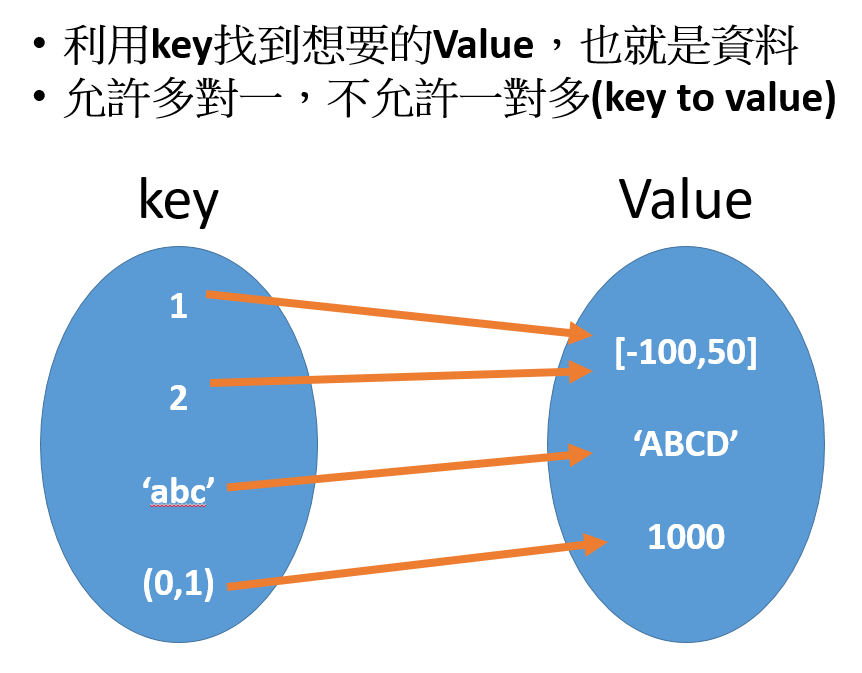 • 利用key找到想要的Value，也就是資料
• 允許多對一，不允許一對多(key to value)
key
Value
1
2
‘abc’
(0,1)
[-100,50]
‘ABCD’
1000